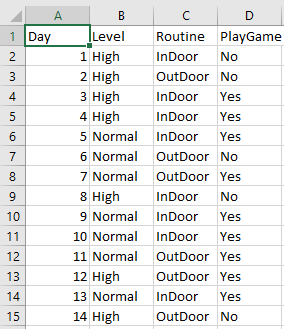 A B C D
1 Day Level Routine PlayGame
2 1 High InDoor No
3 2 High OutDoor No
4 3 High InDoor Yes
5 4 High InDoor Yes
6 5 Normal InDoor Yes
7 6 Normal OutDoor No
8 7 Normal OutDoor Yes
9 8 High InDoor No
10 9 Normal InDoor Yes
11 10 Normal InDoor Yes
12 11 Normal OutDoor Yes
13 12 High OutDoor Yes
14 13 Normal InDoor Yes
15 14 High OutDoor No